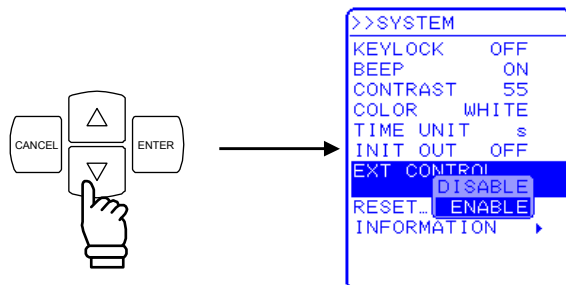 CANCEL
ENTER
>>SYSTEM
KEYLOCK OFF
BEEP ON
CONTRAST 55
COLOR WHITE
TIME UNIT s
INIT OUT OFF
EXT CONTROL
DISABLE
RESET… ENABLE
INFORMATION